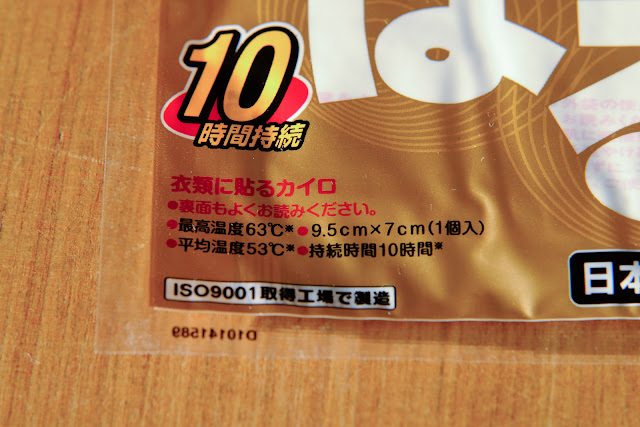 はる
10
時間持続
衣類に貼るカイロ
●裏面もよくお読みください。
●最高温度63℃※ ●9.5cm×7cm(1個入)
●平均温度53℃※ ●持続時間10時間※
日本
ISO9001取得工場で製造
D10141589